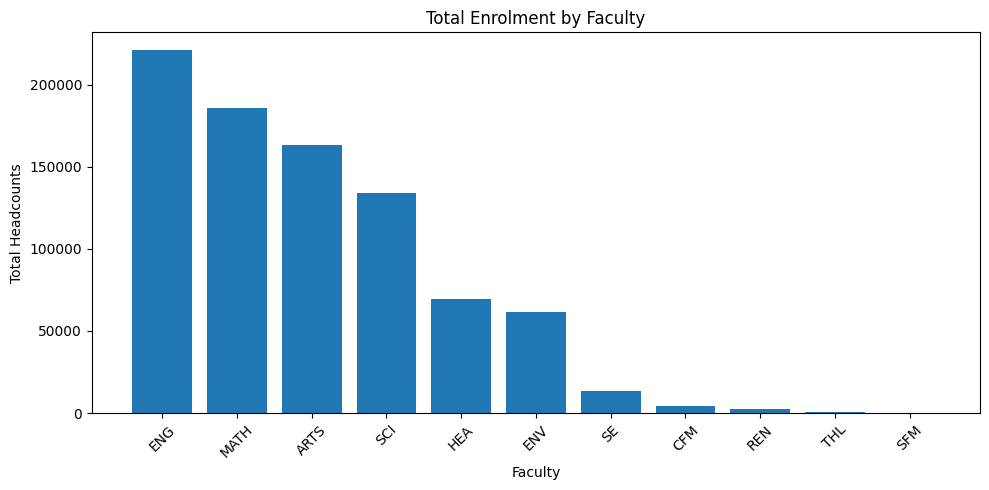 Total Enrolment by Faculty
Total Headcounts
200000
150000
100000
50000
0
ENG MATH ARTS SCI HEA ENV SE CFM REN THL SFM
Faculty